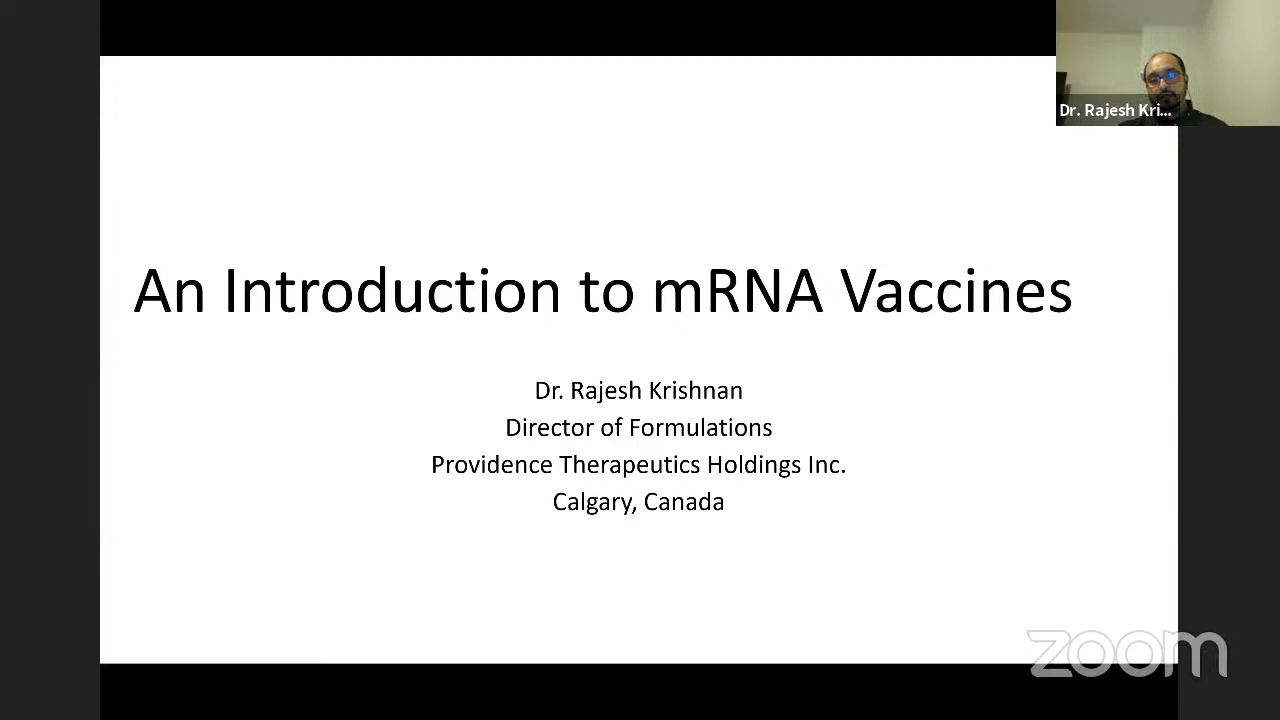 Dr. Rajesh Kri...
An Introduction to mRNA Vaccines
Dr. Rajesh Krishnan
Director of Formulations
Providence Therapeutics Holdings Inc.
Calgary, Canada
zoom